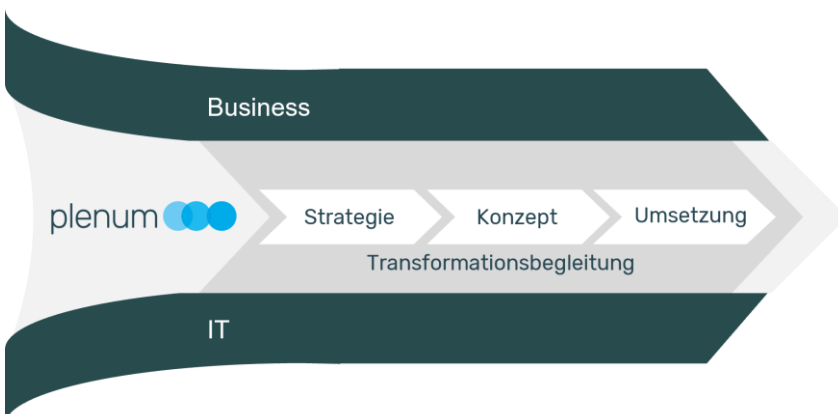 Business
plenum
Strategie
Konzept
Umsetzung
Transformationsbegleitung
IT